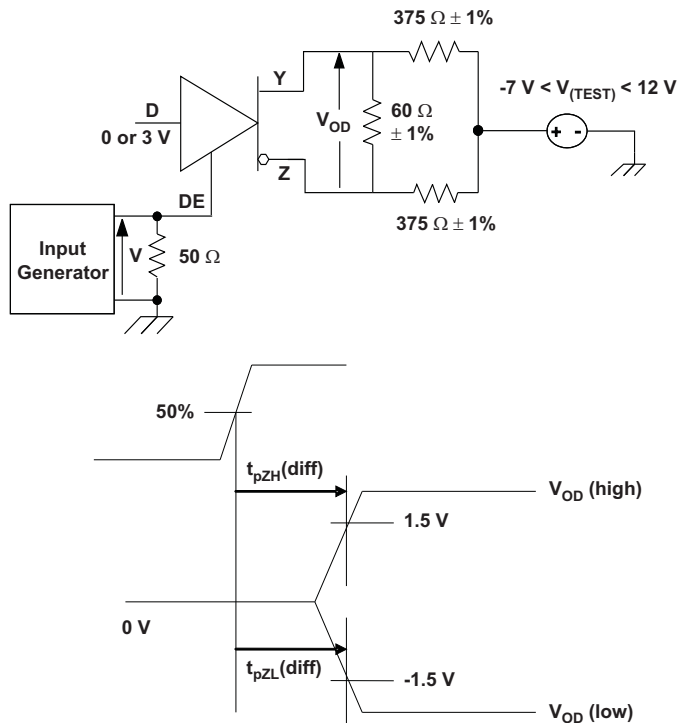 375 Ω ± 1%
Y
-7 V < V(TEST) < 12 V
D
0 or 3 V
VOD
60 Ω
± 1%
+ -
Z
DE
375 Ω ± 1%
Input
Generator
V
50 Ω
50%
tpZH(diff)
VOD (high)
1.5 V
0 V
tpZL(diff)
-1.5 V
VOD (low)